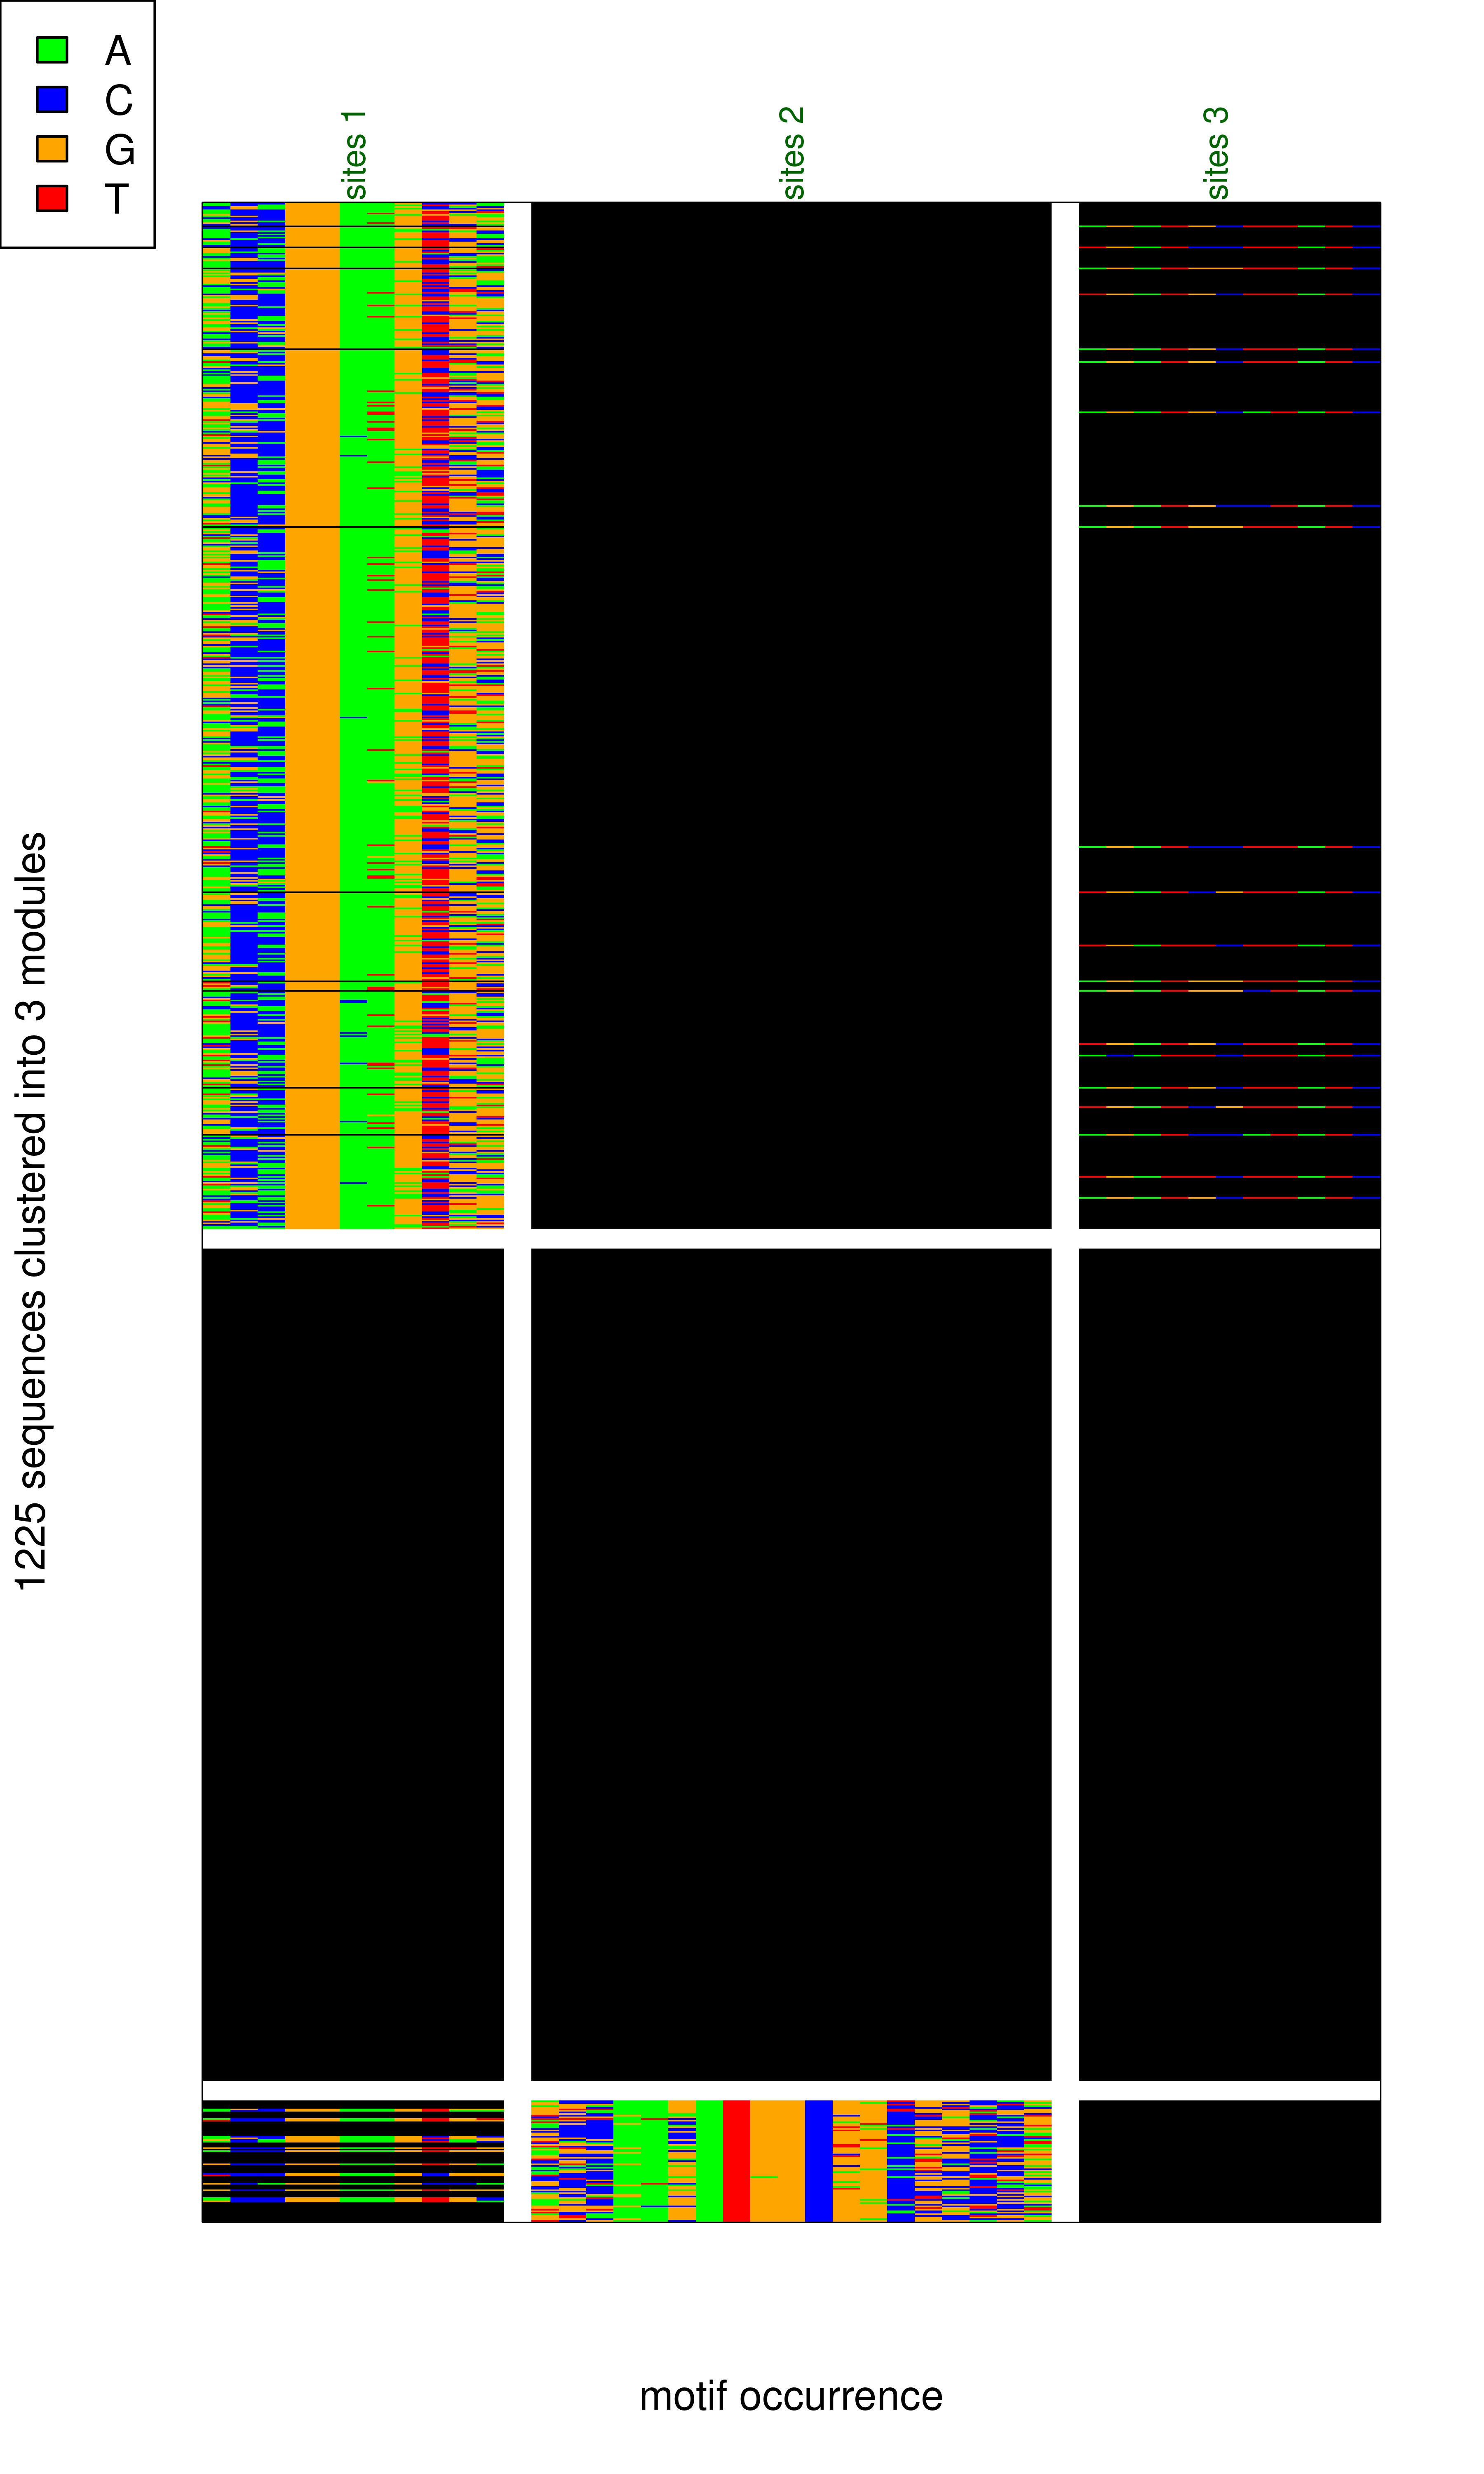 A
C
G
T
sites 1
sites 2
sites 3
1225 sequences clustered into 3 modules
motif occurrence